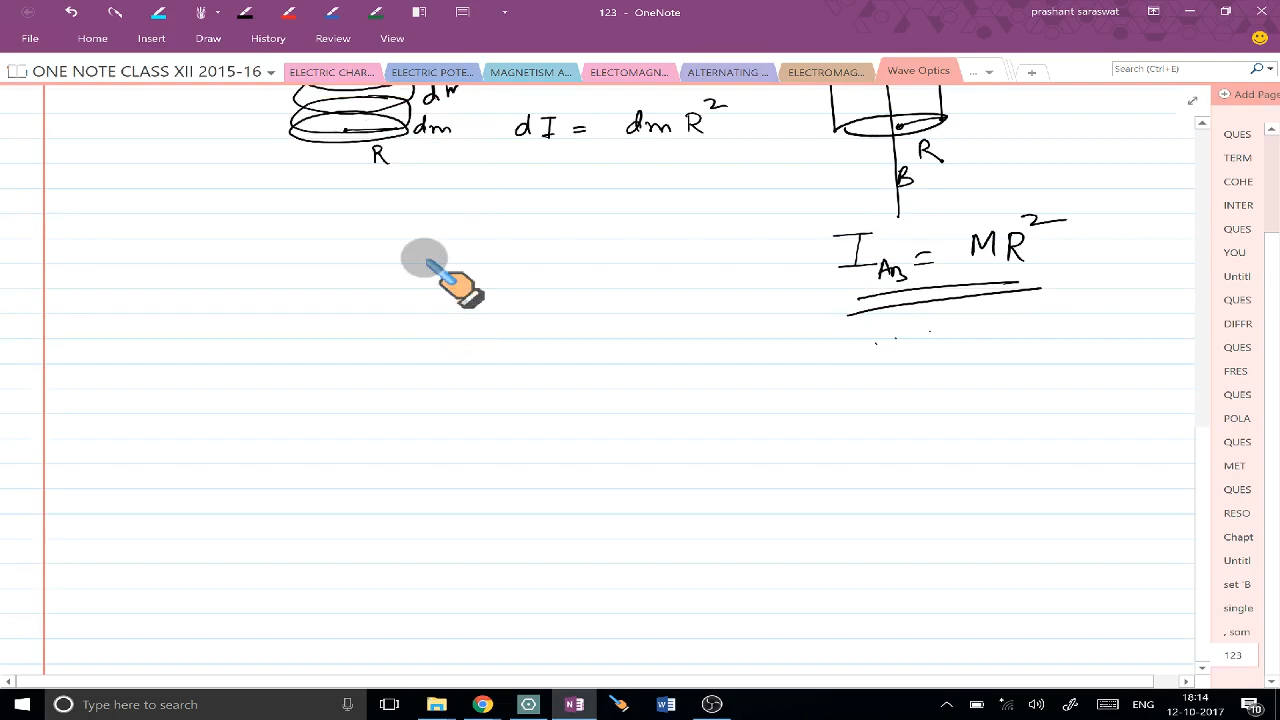 123 - OneNote
prashant saraswat
File Home Insert Draw History Review View
ONE NOTE CLASS XII 2015-16
ELECTRIC CHAR...
ELECTRIC POTE...
MAGNETISM A...
ELECTOMAGN...
ALTERNATING ...
ELECTROMAG...
Wave Optics
...
Search (Ctrl+E)
Add Page
dm
dm
R
dI = dm R²
R
B
I_AB = MR²
QUES
TERM
COHE
INTER
QUES
YOU
Untitl
QUES
DIFFR
QUES
FRES
QUES
POLA
QUES
MET
QUES
RESO
Chapt
Untitl
set 'B
single
, som
123
Type here to search
ENG
18:14
12-10-2017
10